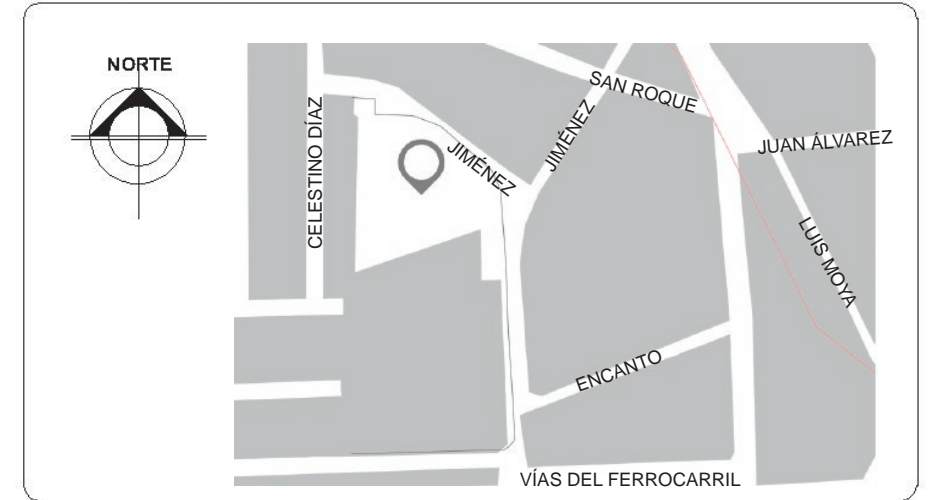 NORTE
CELESTINO DÍAZ
JIMÉNEZ
JIMÉNEZ
SAN ROQUE
JUAN ÁLVAREZ
LUIS MOYA
ENCANTO
VÍAS DEL FERROCARRIL